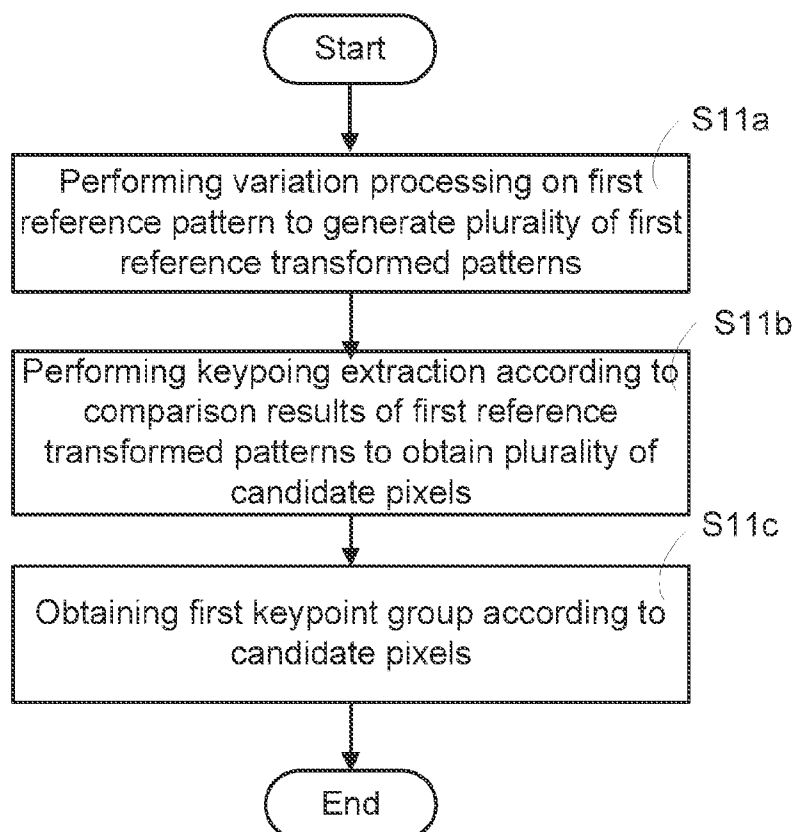 Start
S11a
Performing variation processing on first
reference pattern to generate plurality of first
reference transformed patterns
S11b
Performing keypoing extraction according to
comparison results of first reference
transformed patterns to obtain plurality of
candidate pixels
S11c
Obtaining first keypoint group according to
candidate pixels
End